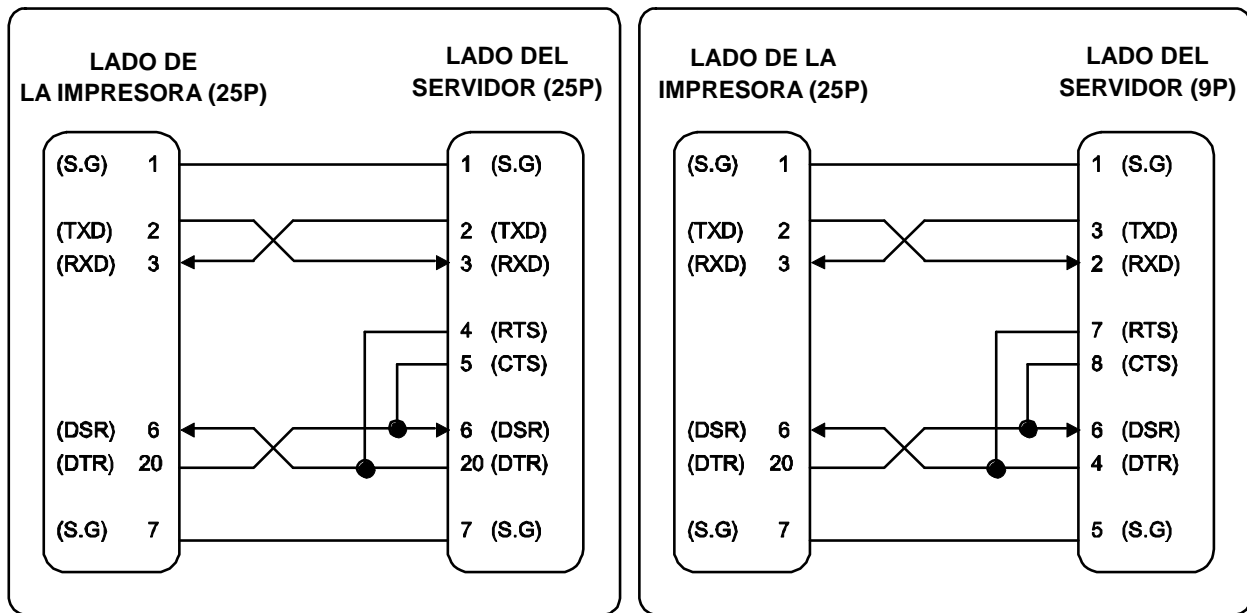 LADO DE
LA IMPRESORA (25P)
LADO DEL
SERVIDOR (25P)
(S.G) 1
1 (S.G)
(TXD) 2
2 (TXD)
(RXD) 3
3 (RXD)
4 (RTS)
5 (CTS)
(DSR) 6
6 (DSR)
(DTR) 20
20 (DTR)
(S.G) 7
7 (S.G)
LADO DE LA
IMPRESORA (25P)
LADO DEL
SERVIDOR (9P)
(S.G) 1
1 (S.G)
(TXD) 2
3 (TXD)
(RXD) 3
2 (RXD)
7 (RTS)
8 (CTS)
(DSR) 6
6 (DSR)
(DTR) 20
4 (DTR)
(S.G) 7
5 (S.G)